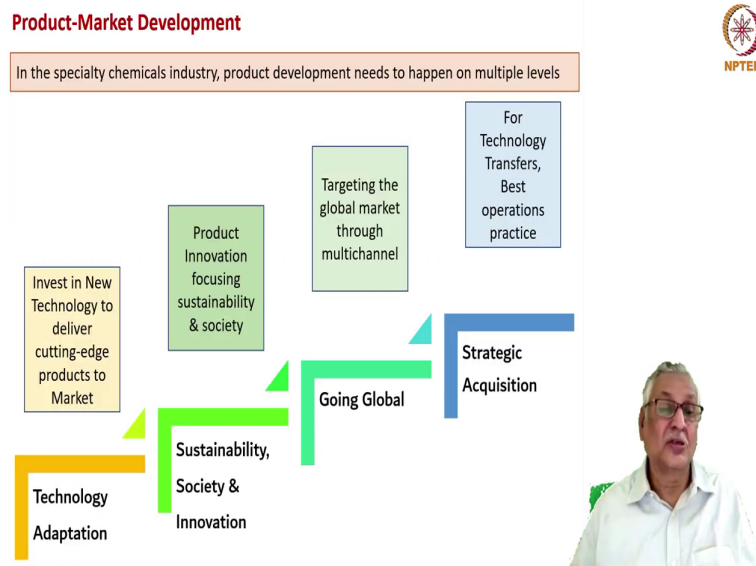 Product-Market Development
In the specialty chemicals industry, product development needs to happen on multiple levels
For
Technology
Transfers,
Best
operations
practice
Targeting the
global market
through
multichannel
Product
Innovation
focusing
sustainability
& society
Invest in New
Technology to
deliver
cutting-edge
products to
Market
Strategic
Acquisition
Going Global
Sustainability,
Society &
Innovation
Technology
Adaptation
NPTEL